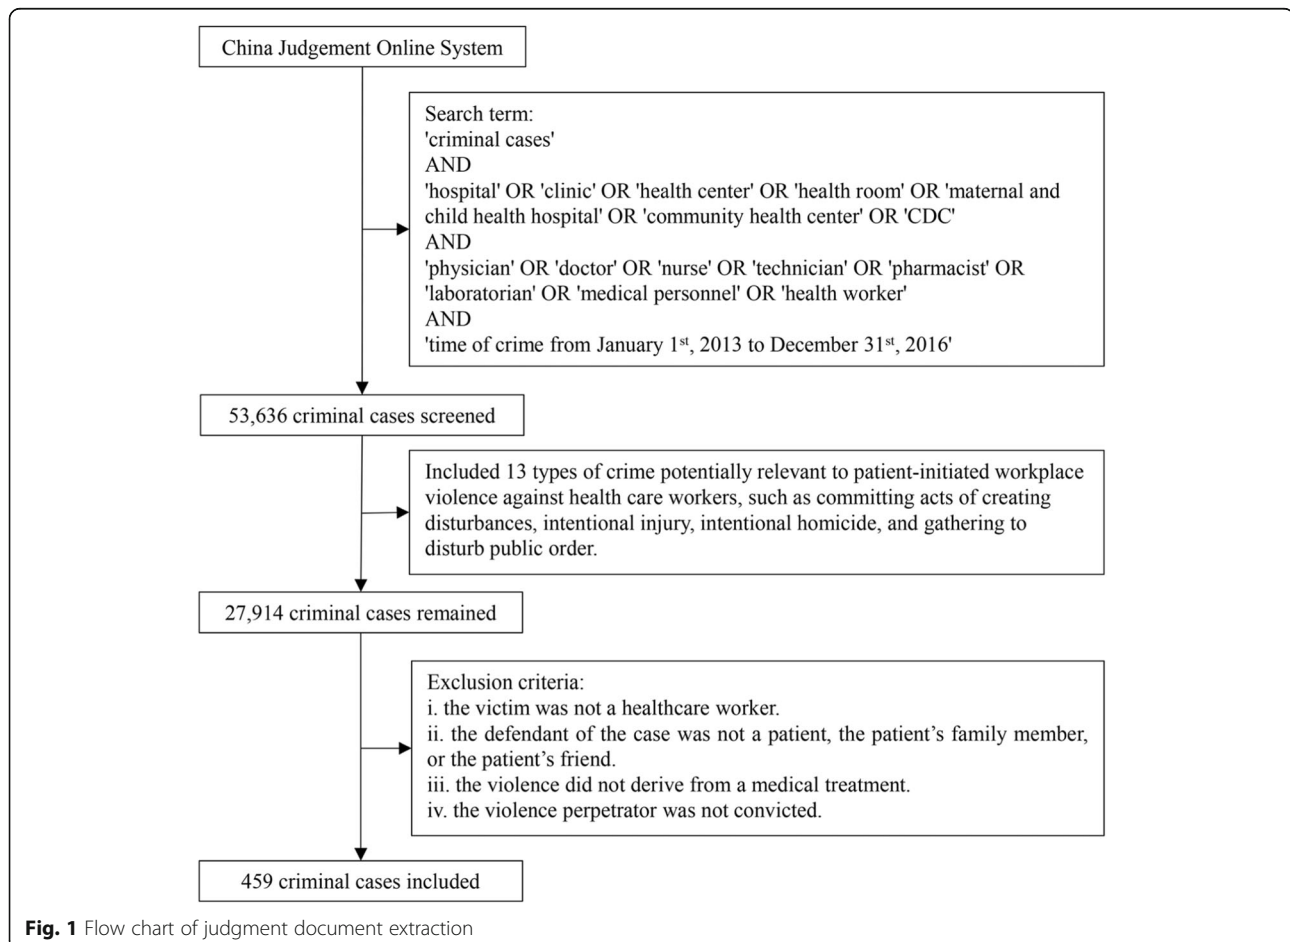 China Judgement Online System
Search term:
'criminal cases'
AND
'hospital' OR 'clinic' OR 'health center' OR 'health room' OR 'maternal and
child health hospital' OR 'community health center' OR 'CDC'
AND
'physician' OR 'doctor' OR 'nurse' OR 'technician' OR 'pharmacist' OR
'laboratorian' OR 'medical personnel' OR 'health worker'
AND
'time of crime from January 1st, 2013 to December 31st, 2016'
53,636 criminal cases screened
Included 13 types of crime potentially relevant to patient-initiated workplace
violence against health care workers, such as committing acts of creating
disturbances, intentional injury, intentional homicide, and gathering to
disturb public order.
27,914 criminal cases remained
Exclusion criteria:
i. the victim was not a healthcare worker.
ii. the defendant of the case was not a patient, the patient’s family member,
or the patient’s friend.
iii. the violence did not derive from a medical treatment.
iv. the violence perpetrator was not convicted.
459 criminal cases included
Fig. 1 Flow chart of judgment document extraction